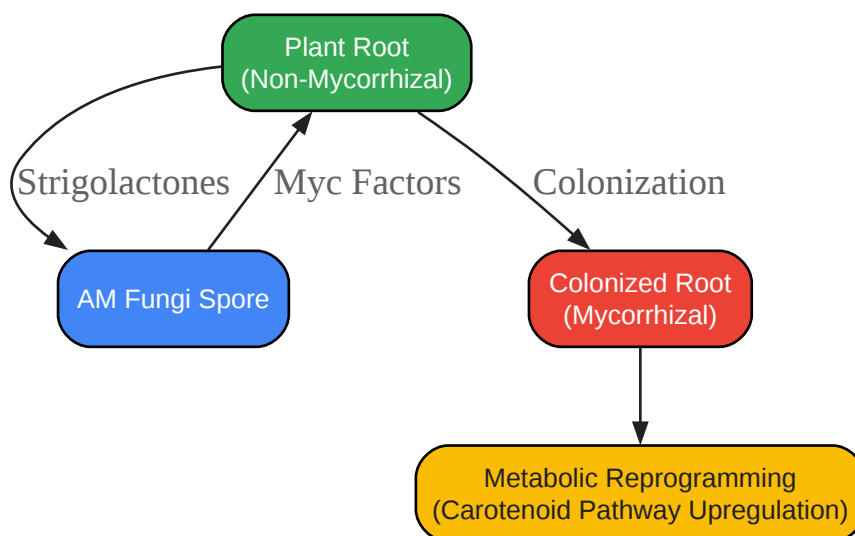 Plant Root
(Non-Mycorrhizal)
Strigolactones
Myc Factors
Colonization
AM Fungi Spore
Colonized Root
(Mycorrhizal)
Metabolic Reprogramming
(Carotenoid Pathway Upregulation)